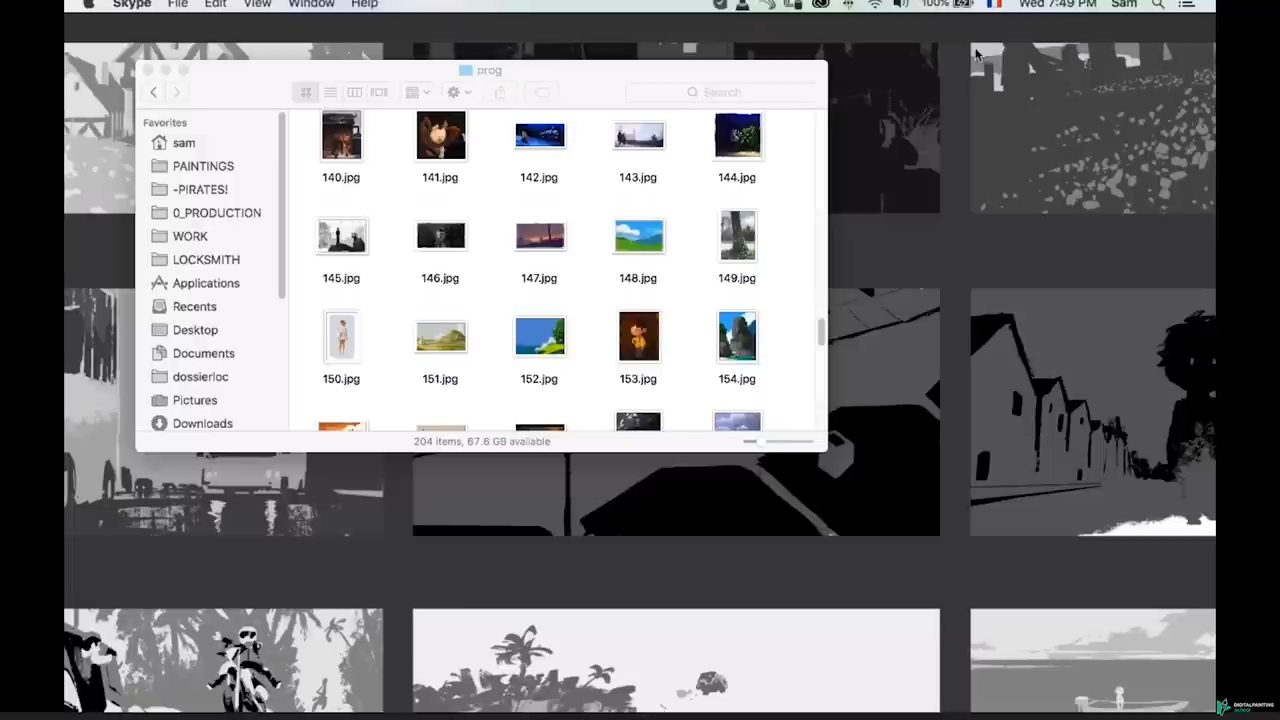 Skype File Edit View Window Help 100% Wed 7:49 PM Sam
prog
Search
Favorites
sam
PAINTINGS
-PIRATES!
0_PRODUCTION
WORK
LOCKSMITH
Applications
Recents
Desktop
Documents
dossierloc
Pictures
Downloads
140.jpg 141.jpg 142.jpg 143.jpg 144.jpg
145.jpg 146.jpg 147.jpg 148.jpg 149.jpg
150.jpg 151.jpg 152.jpg 153.jpg 154.jpg
204 items, 67.6 GB available
DIGITALPAINTING
.school